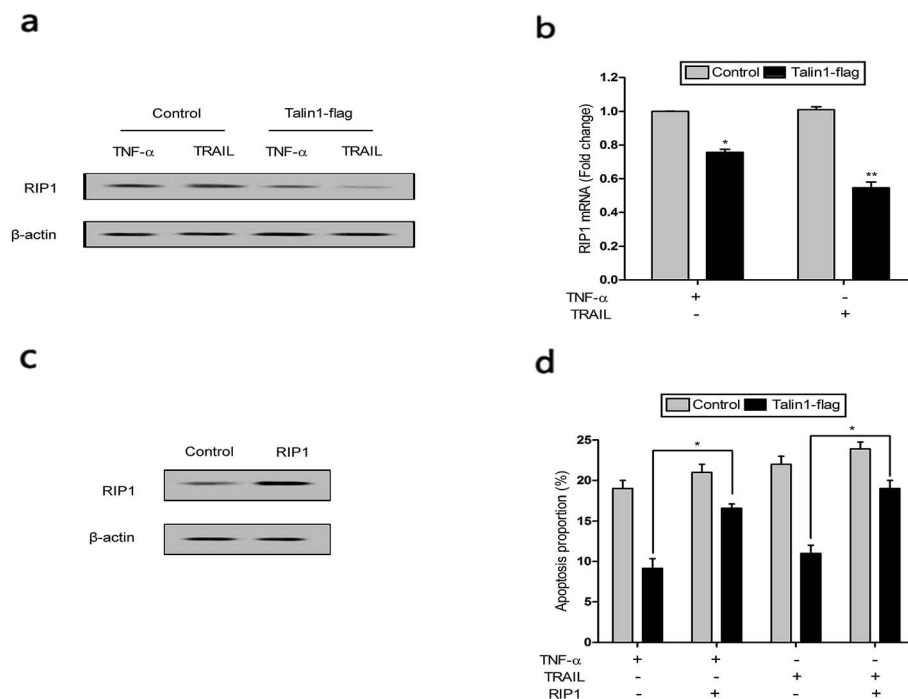 a
Control Talin1-flag
TNF-α TRAIL TNF-α TRAIL
RIP1
β-actin
b
Control Talin1-flag
RIP1 mRNA (Fold change)
1.2
1.0
0.8
0.6
0.4
0.2
0.0
*
**
TNF-α + -
TRAIL - +
c
Control RIP1
RIP1
β-actin
d
Control Talin1-flag
Apoptosis proportion (%)
25
20
15
10
5
0
*
*
TNF-α + + - -
TRAIL - - + +
RIP1 - + - +